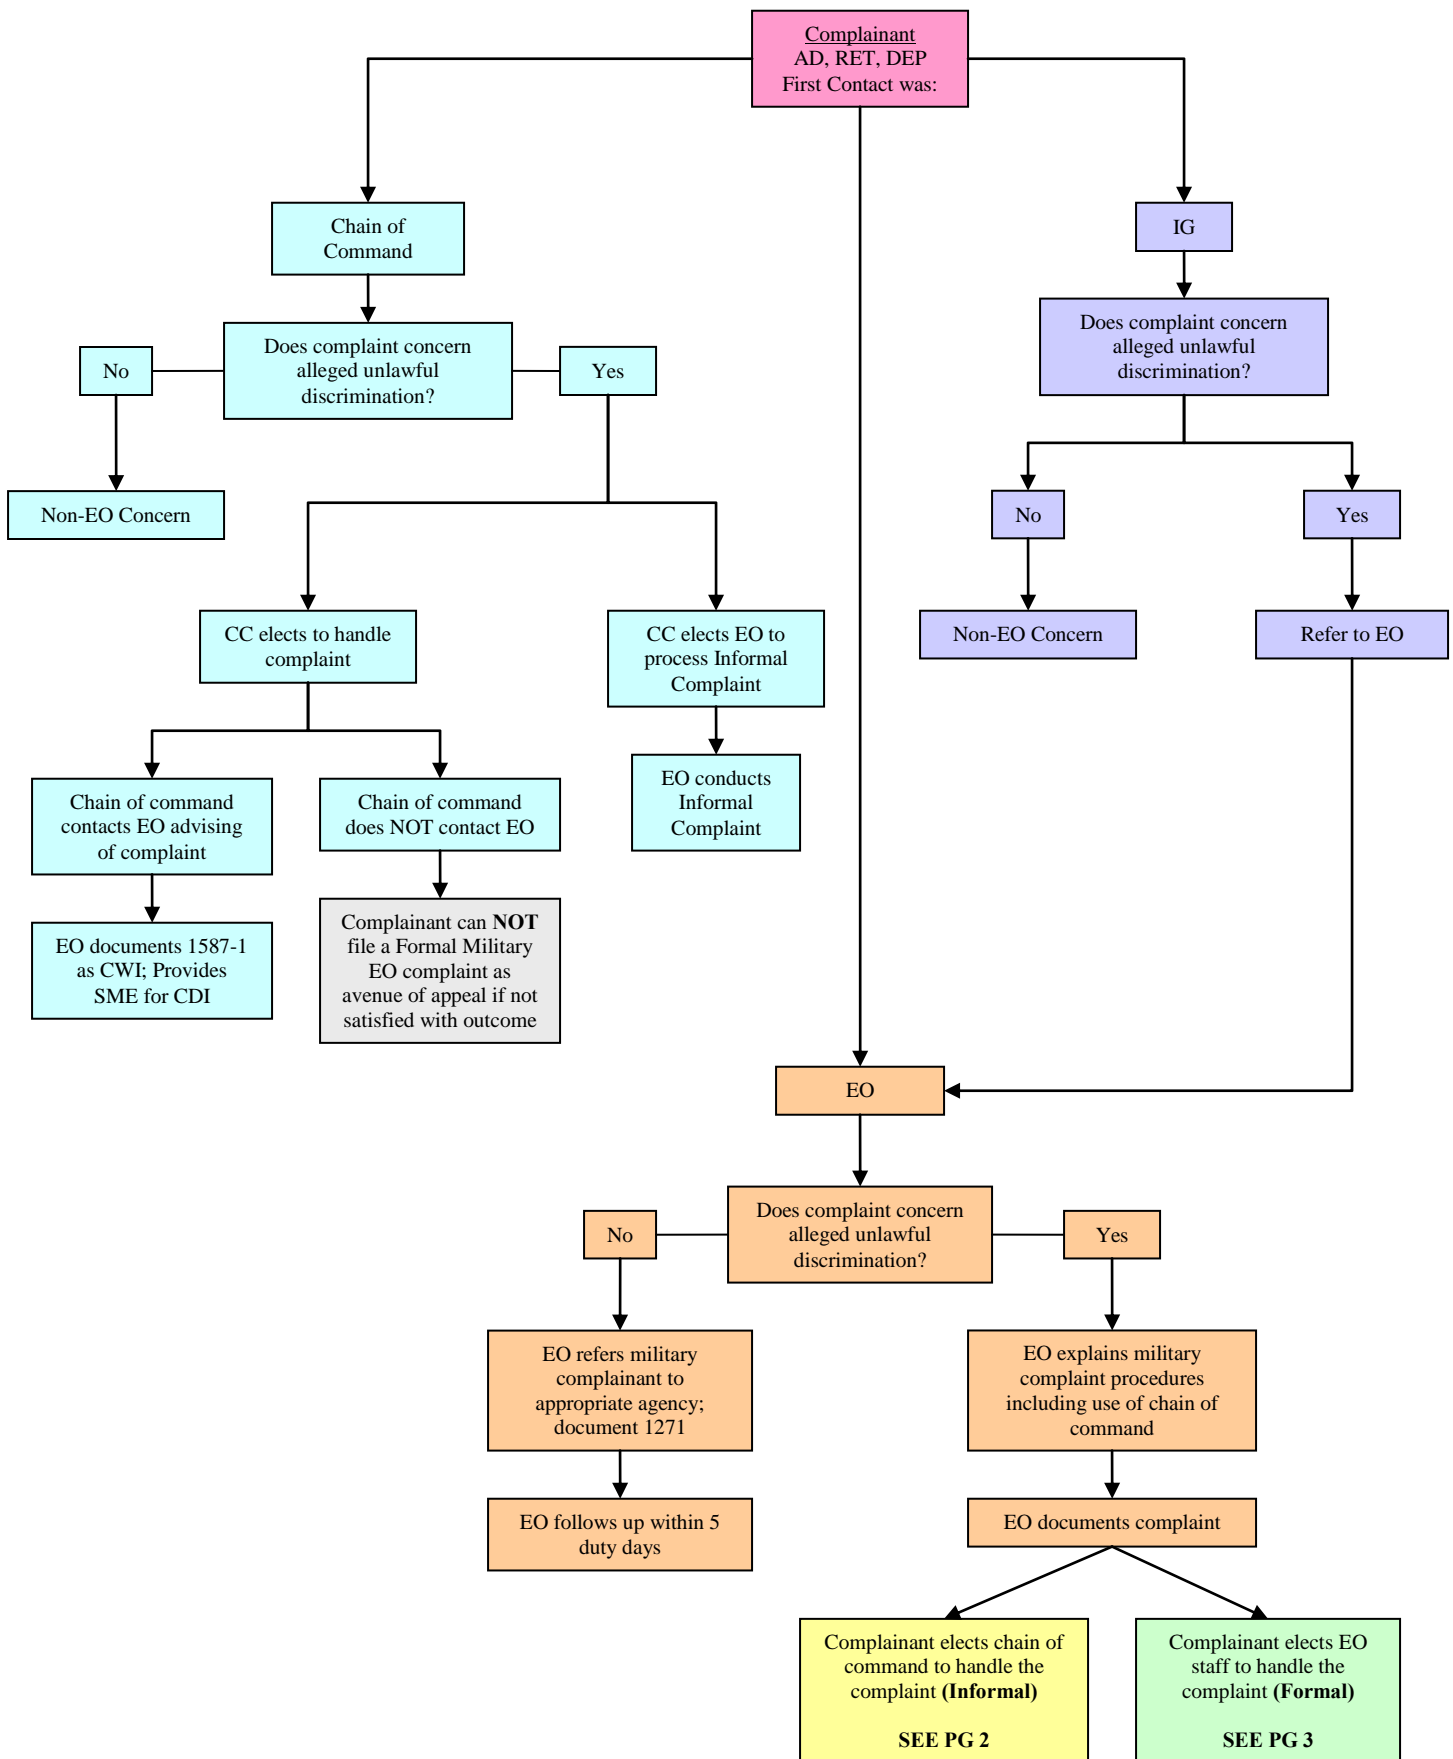 Complainant
AD, RET, DEP
First Contact was:
Chain of
Command
IG
Does complaint concern
alleged unlawful
discrimination?
No
Yes
Does complaint concern
alleged unlawful
discrimination?
Non-EO Concern
No
Yes
CC elects to handle
complaint
CC elects EO to
process Informal
Complaint
Non-EO Concern
Refer to EO
Chain of command
contacts EO advising
of complaint
Chain of command
does NOT contact EO
EO conducts
Informal
Complaint
EO documents 1587-1
as CWI; Provides
SME for CDI
Complainant can NOT
file a Formal Military
EO complaint as
avenue of appeal if not
satisfied with outcome
EO
Does complaint concern
alleged unlawful
discrimination?
No
Yes
EO refers military
complainant to
appropriate agency;
document 1271
EO explains military
complaint procedures
including use of chain of
command
EO follows up within 5
duty days
EO documents complaint
Complainant elects chain of
command to handle the
complaint (Informal)
SEE PG 2
Complainant elects EO
staff to handle the
complaint (Formal)
SEE PG 3